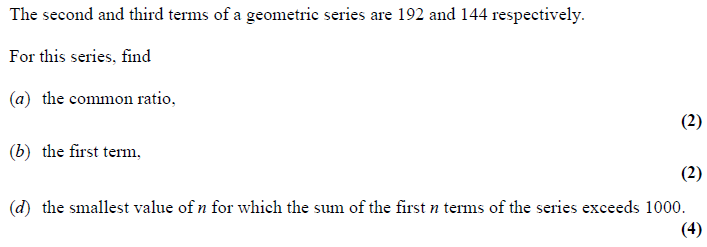 The second and third terms of a geometric series are 192 and 144 respectively.
For this series, find
(a) the common ratio,
(2)
(b) the first term,
(2)
(d) the smallest value of n for which the sum of the first n terms of the series exceeds 1000.
(4)